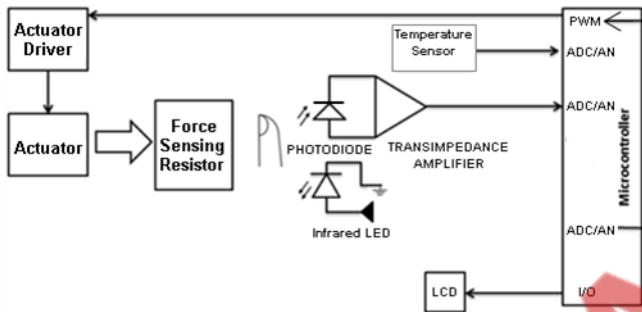 Actuator
Driver
PWM
Temperature
Sensor
ADC/AN
ADC/AN
Actuator
Force
Sensing
Resistor
PHOTODIODE
TRANSIMPEDANCE
AMPLIFIER
Microcontroller
Infrared LED
ADC/AN
LCD
I/O